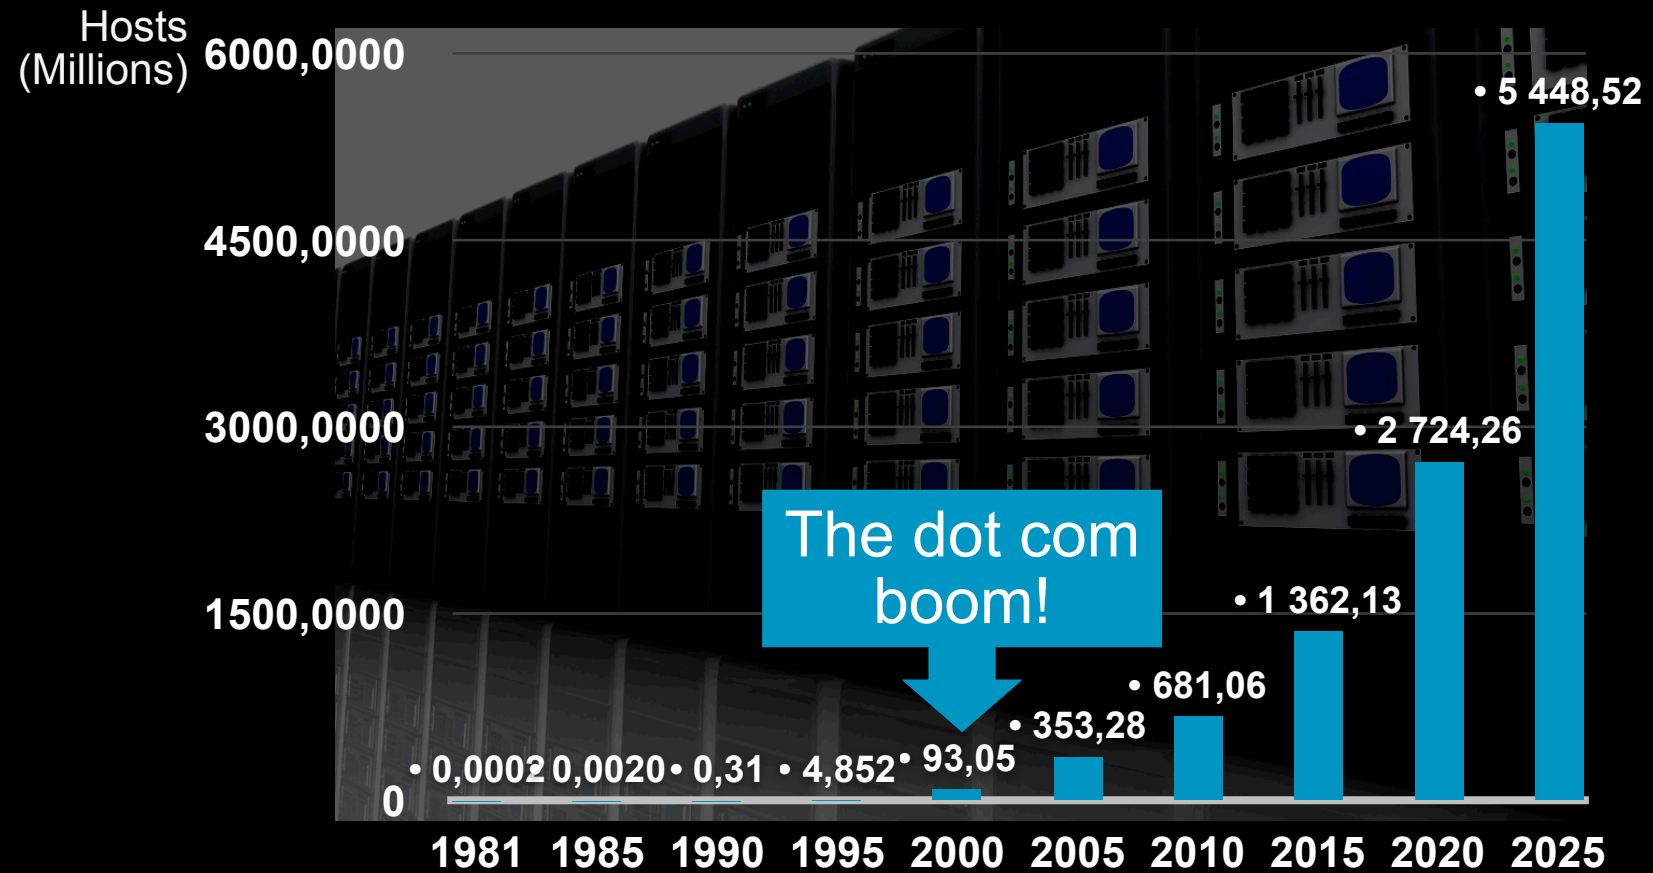 Hosts
(Millions)
6000,0000
4500,0000
3000,0000
1500,0000
0
• 0,0002
• 0,0020
• 0,31
• 4,852
• 93,05
• 353,28
• 681,06
• 1 362,13
• 2 724,26
• 5 448,52
The dot com
boom!
1981 1985 1990 1995 2000 2005 2010 2015 2020 2025